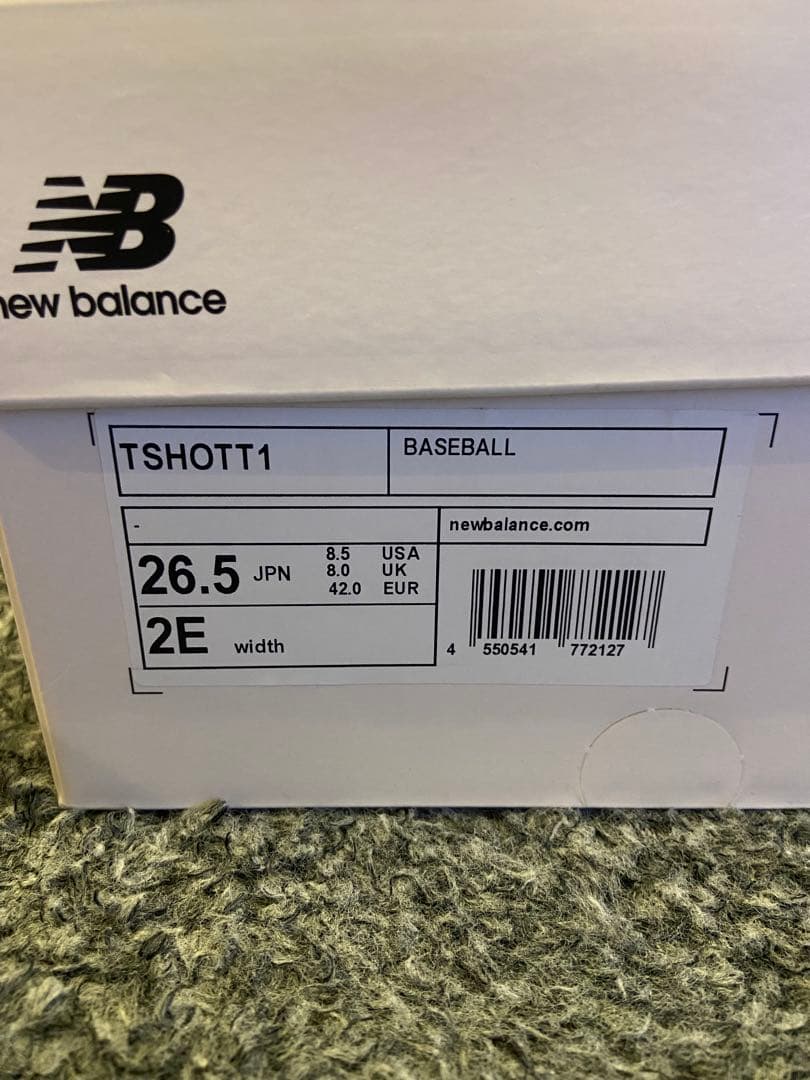 NB
new balance
TSHOTT1
BASEBALL
-
newbalance.com
26.5 JPN
8.5 USA
8.0 UK
42.0 EUR
2E width
4 550541 772127